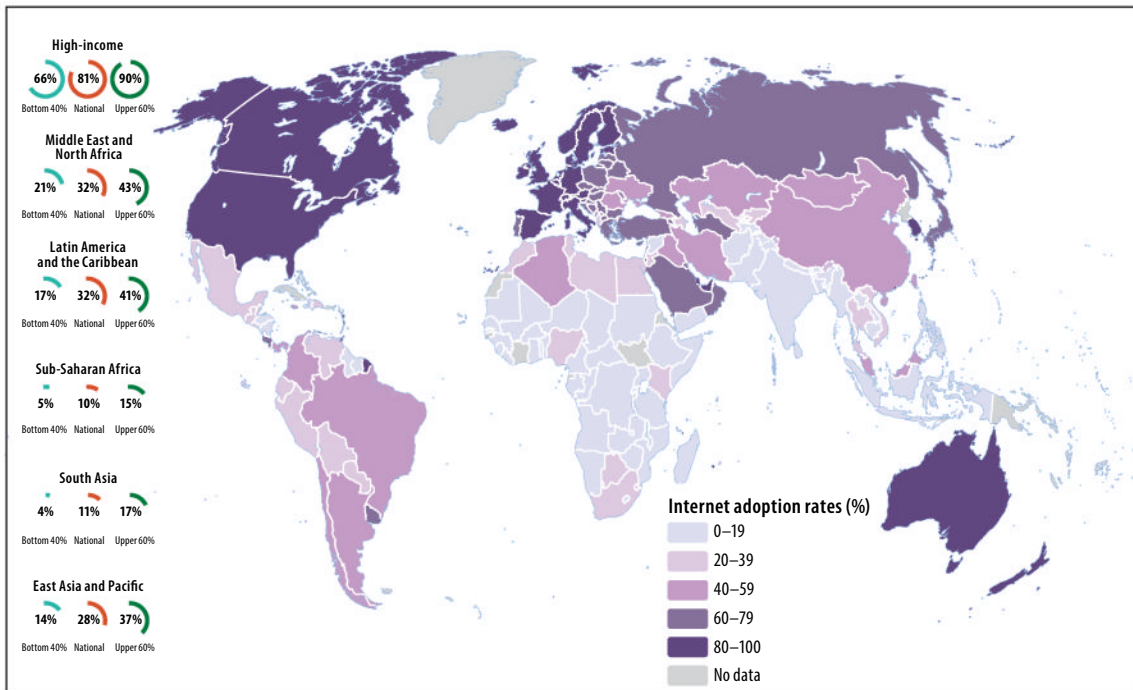 High-income
66% 81% 90%
Bottom 40% National Upper 60%
Middle East and
North Africa
21% 32% 43%
Bottom 40% National Upper 60%
Latin America
and the Caribbean
17% 32% 41%
Bottom 40% National Upper 60%
Sub-Saharan Africa
5% 10% 15%
Bottom 40% National Upper 60%
South Asia
4% 11% 17%
Bottom 40% National Upper 60%
East Asia and Pacific
14% 28% 37%
Bottom 40% National Upper 60%
Internet adoption rates (%)
0–19
20–39
40–59
60–79
80–100
No data